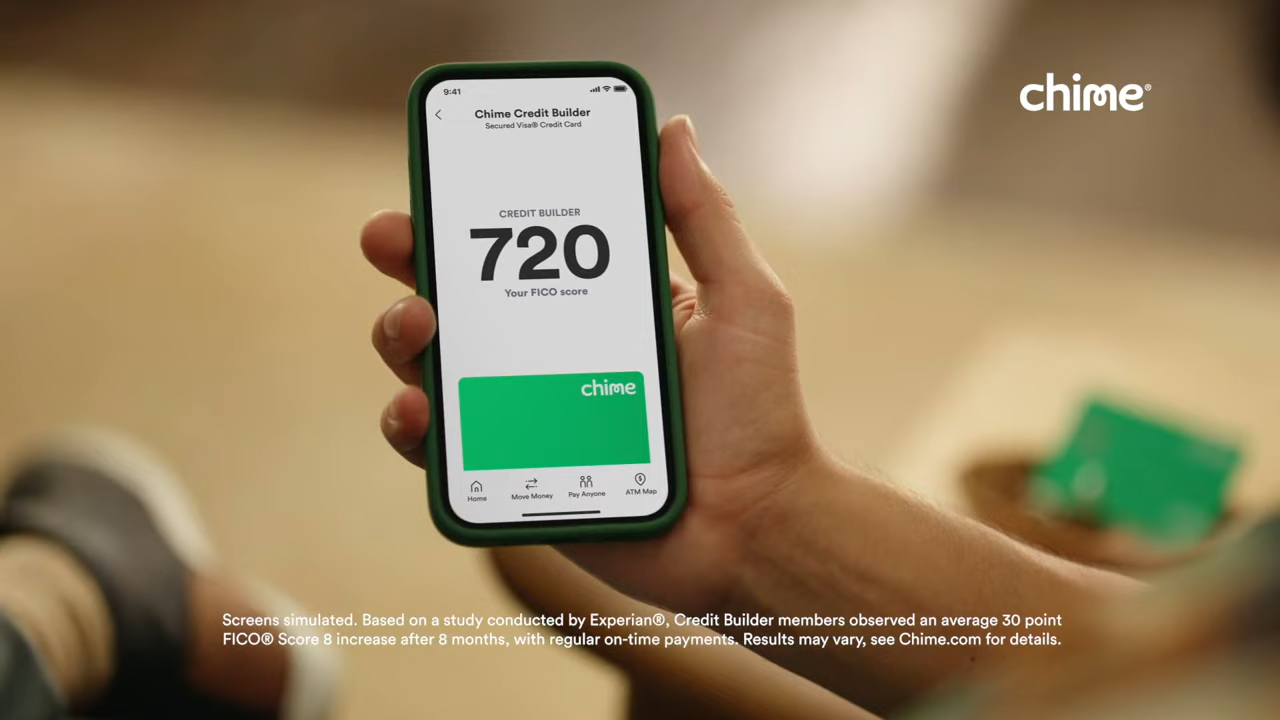 chime®
9:41
Chime Credit Builder
Secured Visa® Credit Card
CREDIT BUILDER
720
Your FICO score
chime
Home
Move Money
Pay Anyone
ATM Map
Screens simulated. Based on a study conducted by Experian®, Credit Builder members observed an average 30 point
FICO® Score 8 increase after 8 months, with regular on-time payments. Results may vary, see Chime.com for details.